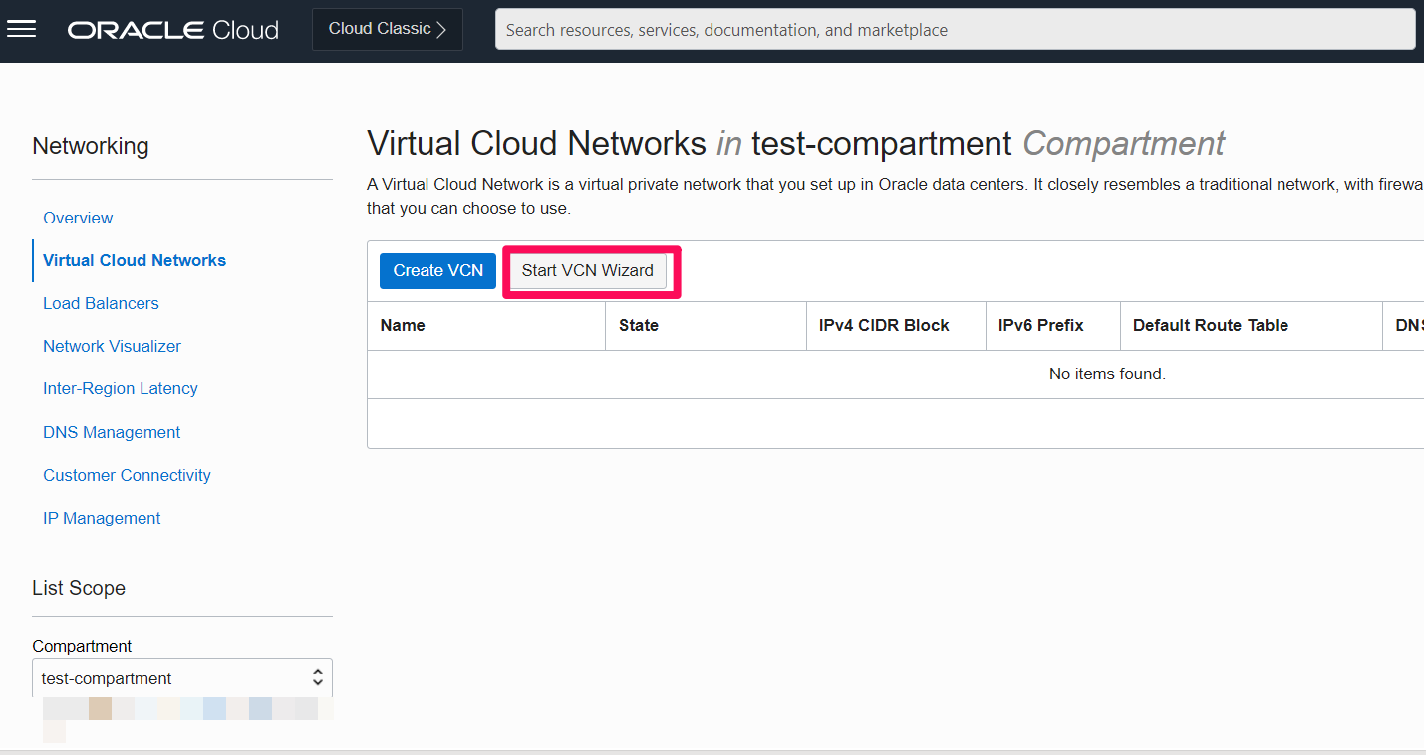 ORACLE Cloud
Cloud Classic
Search resources, services, documentation, and marketplace
Networking
Overview
Virtual Cloud Networks
Load Balancers
Network Visualizer
Inter-Region Latency
DNS Management
Customer Connectivity
IP Management
List Scope
Compartment
test-compartment
Virtual Cloud Networks in test-compartment Compartment
A Virtual Cloud Network is a virtual private network that you set up in Oracle data centers. It closely resembles a traditional network, with firewa
that you can choose to use.
Create VCN
Start VCN Wizard
Name State IPv4 CIDR Block IPv6 Prefix Default Route Table DNS
No items found.